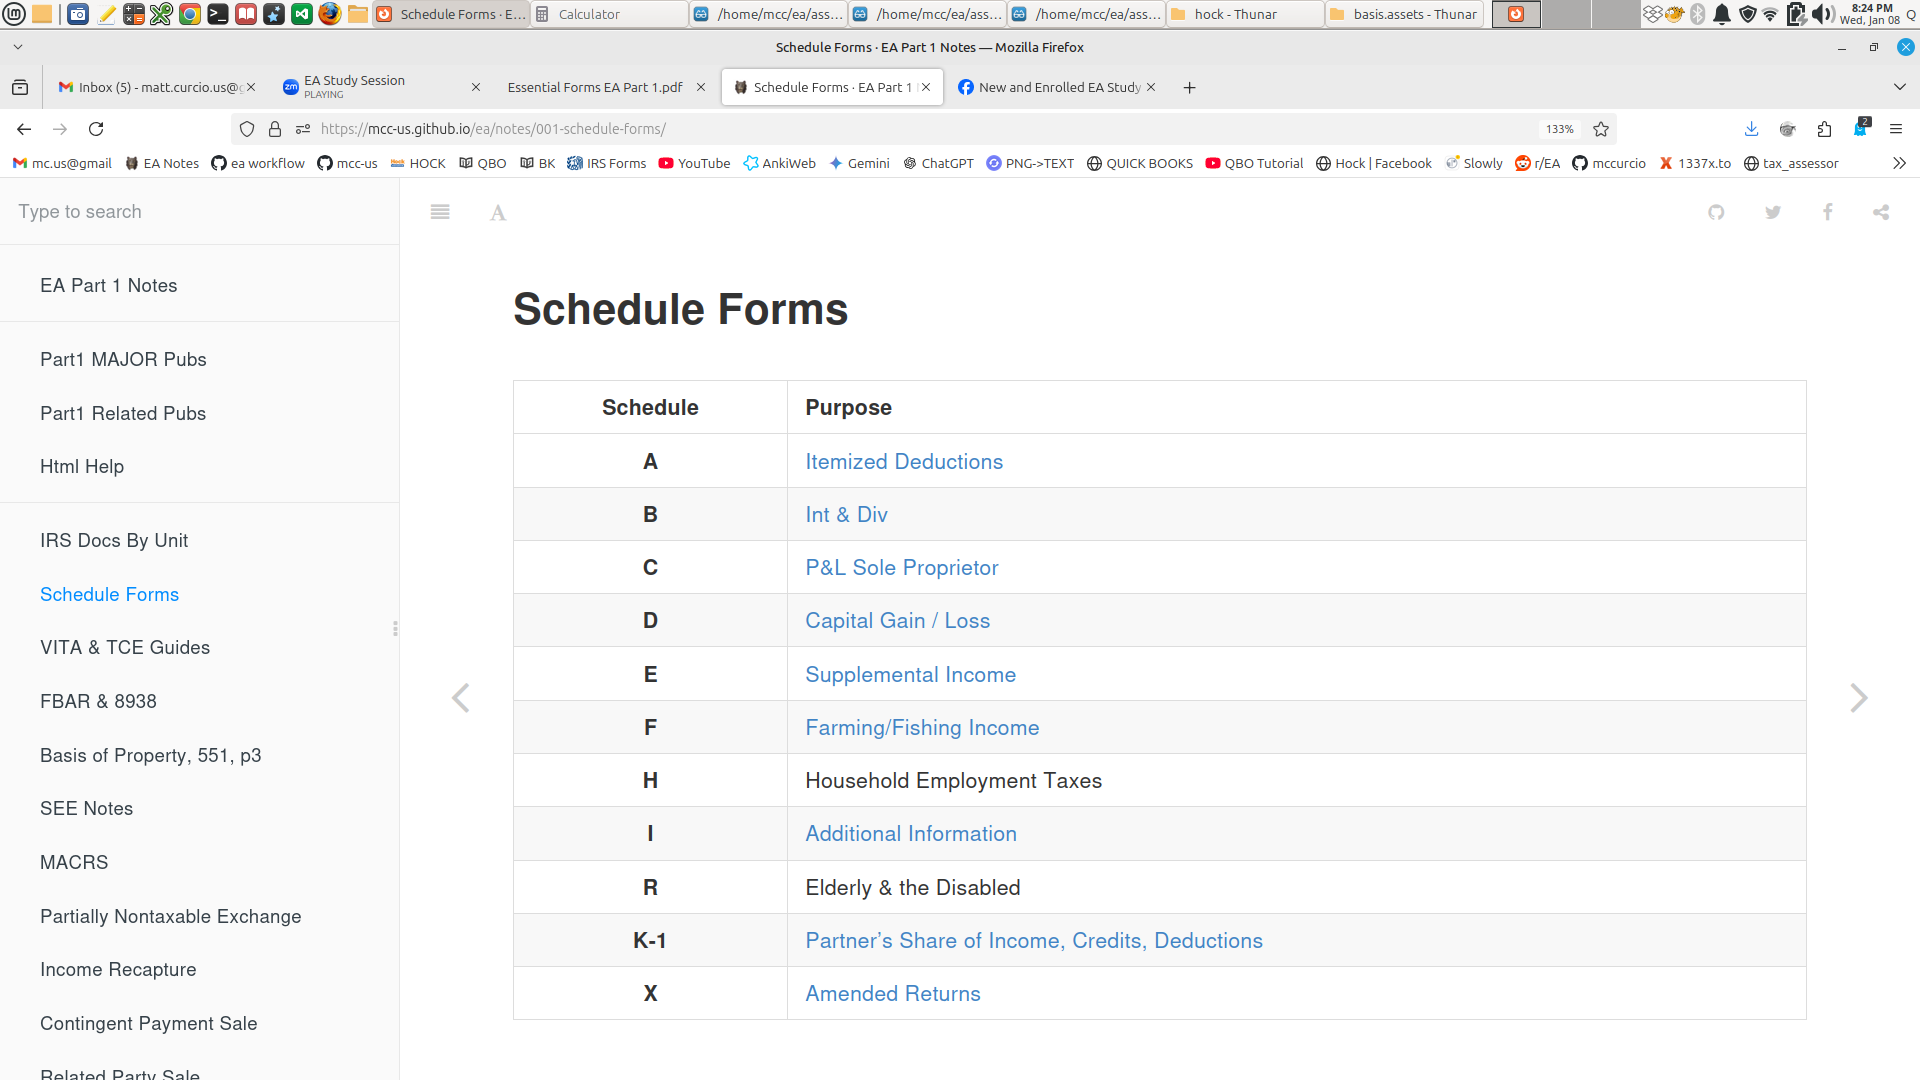 Schedule Forms · E...
Calculator
/home/mcc/ea/ass...
/home/mcc/ea/ass...
/home/mcc/ea/ass...
hock - Thunar
basis.assets - Thunar
8:24 PM
Wed, Jan 08
Schedule Forms · EA Part 1 Notes — Mozilla Firefox
Inbox (5) - matt.curcio.us@g
zm
EA Study Session
PLAYING
Essential Forms EA Part 1.pdf
Schedule Forms · EA Part 1
New and Enrolled EA Study
https://mcc-us.github.io/ea/notes/001-schedule-forms/
133%
2
mc.us@gmail
EA Notes
ea workflow
mcc-us
HOCK
QBO
BK
IRS Forms
YouTube
AnkiWeb
Gemini
ChatGPT
PNG->TEXT
QUICK BOOKS
QBO Tutorial
Hock | Facebook
Slowly
r/EA
mccurcio
1337x.to
tax_assessor
Type to search
A
EA Part 1 Notes
Part1 MAJOR Pubs
Part1 Related Pubs
Html Help
IRS Docs By Unit
Schedule Forms
VITA & TCE Guides
FBAR & 8938
Basis of Property, 551, p3
SEE Notes
MACRS
Partially Nontaxable Exchange
Income Recapture
Contingent Payment Sale
Related Party Sale
Schedule Forms
Schedule Purpose
A Itemized Deductions
B Int & Div
C P&L Sole Proprietor
D Capital Gain / Loss
E Supplemental Income
F Farming/Fishing Income
H Household Employment Taxes
I Additional Information
R Elderly & the Disabled
K-1 Partner’s Share of Income, Credits, Deductions
X Amended Returns